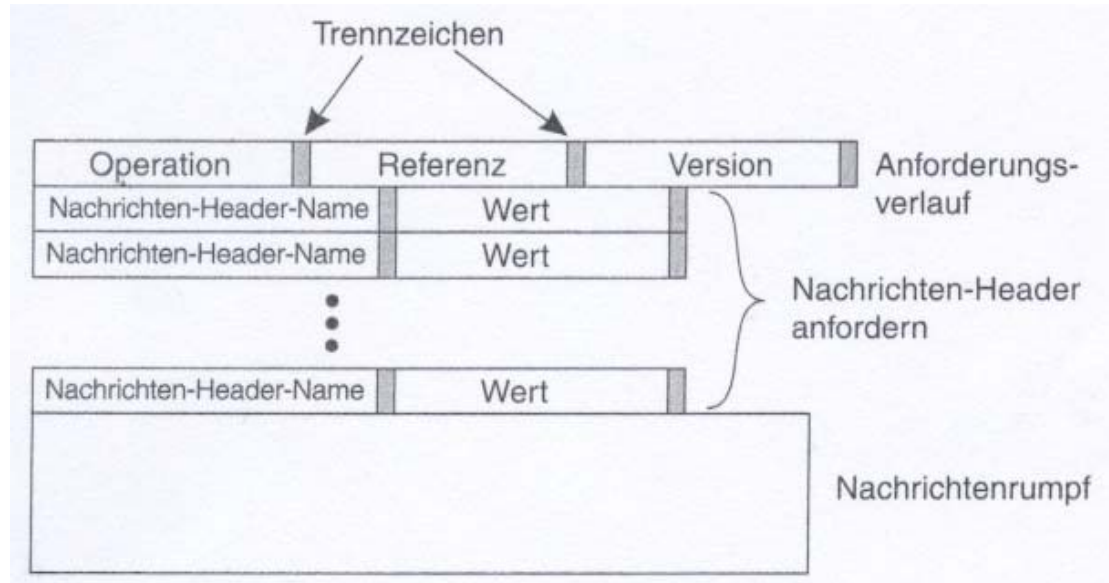 Trennzeichen
Operation Referenz Version Anforderungs-
verlauf
Nachrichten-Header-Name Wert
Nachrichten-Header-Name Wert
Nachrichten-Header
anfordern
Nachrichten-Header-Name Wert
Nachrichtenrumpf